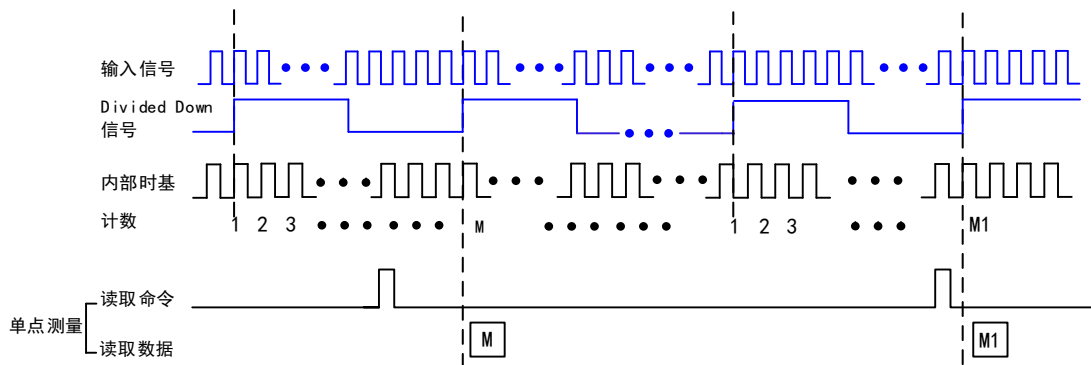 输入信号
Divided Down
信号
内部时基
计数 1 2 3 M 1 2 3 M1
读取命令
单点测量
读取数据 M M1